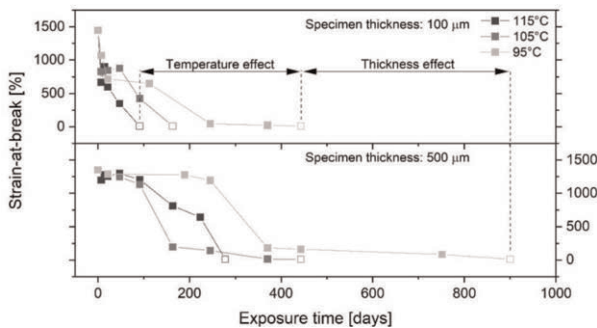 Specimen thickness: 100 µm
115°C
105°C
95°C
1500
1000
500
0
Temperature effect
Thickness effect
Strain-at-break [%]
Specimen thickness: 500 µm
1500
1000
500
0
0 200 400 600 800 1000
Exposure time [days]